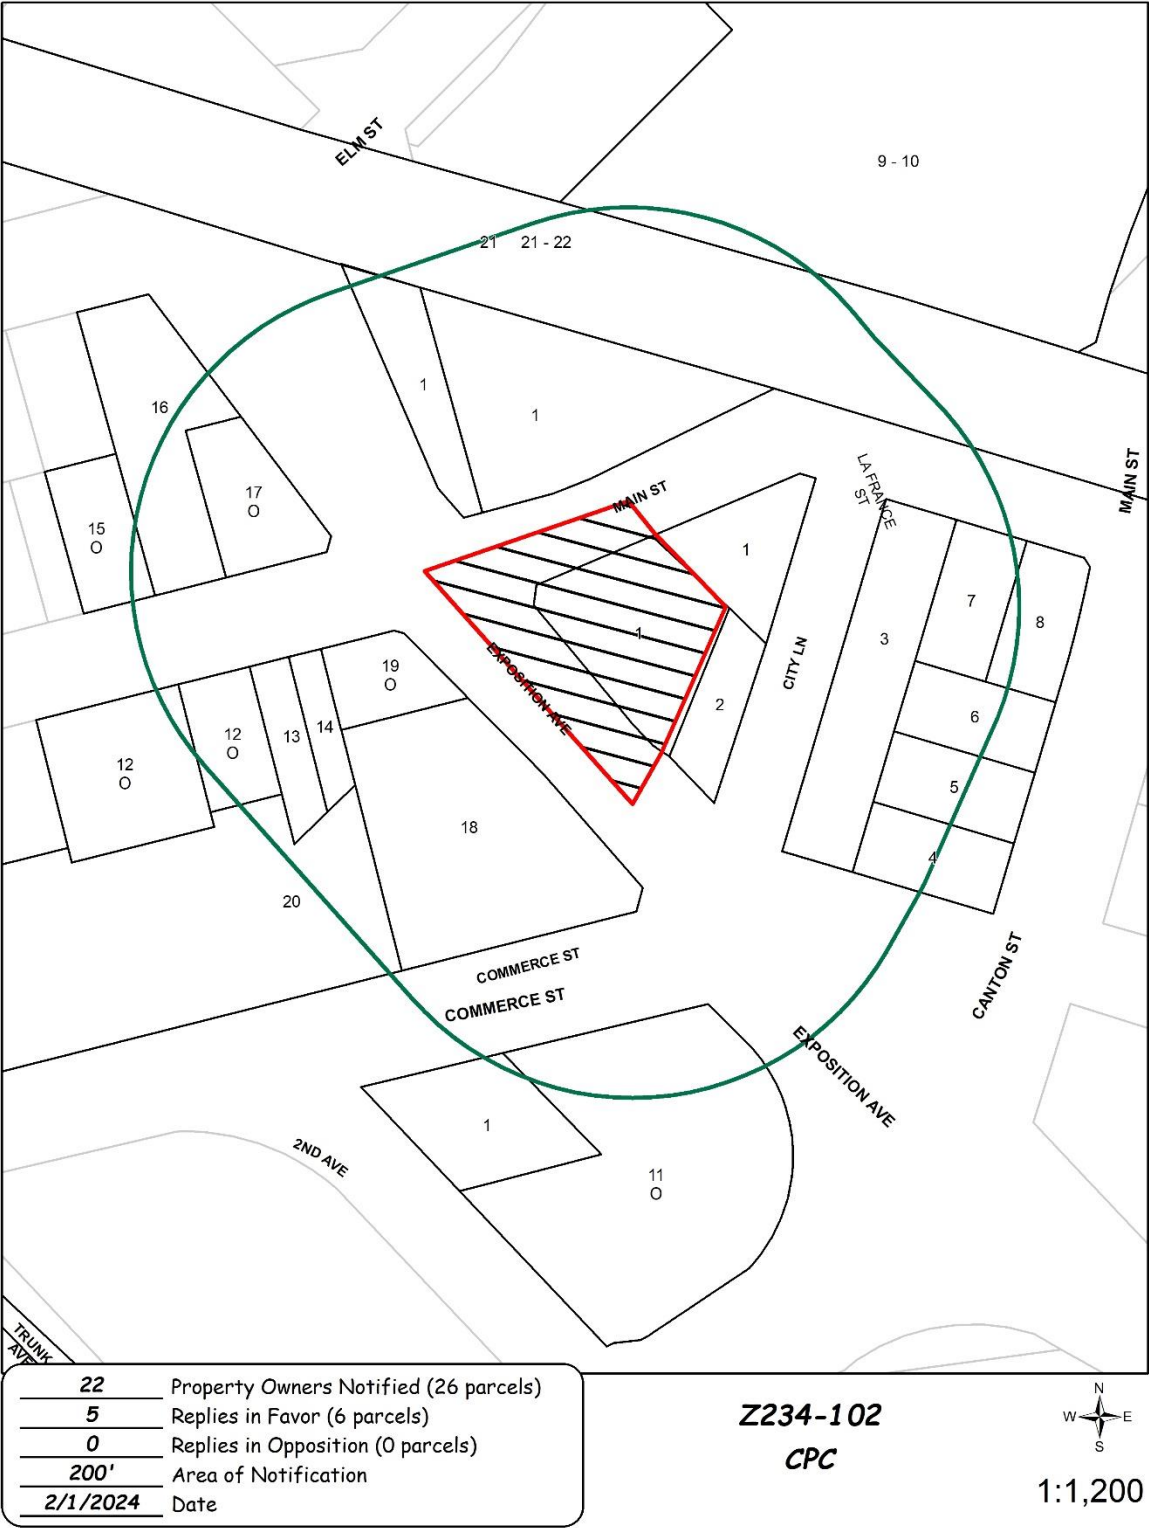 ELM ST
9 - 10
21
21 - 22
1
1
16
17
O
15
O
MAIN ST
MAIN ST
LA FRANCE
ST
1
1
EXPOSITION AVE
2
CITY LN
3
7
8
6
5
4
19
O
12
O
13
14
12
O
18
20
COMMERCE ST
COMMERCE ST
CANTON ST
EXPOSITION AVE
1
2ND AVE
11
O
TRUNK
AVE
22 Property Owners Notified (26 parcels)
5 Replies in Favor (6 parcels)
0 Replies in Opposition (0 parcels)
200' Area of Notification
2/1/2024 Date
Z234-102
CPC
N
W E
S
1:1,200